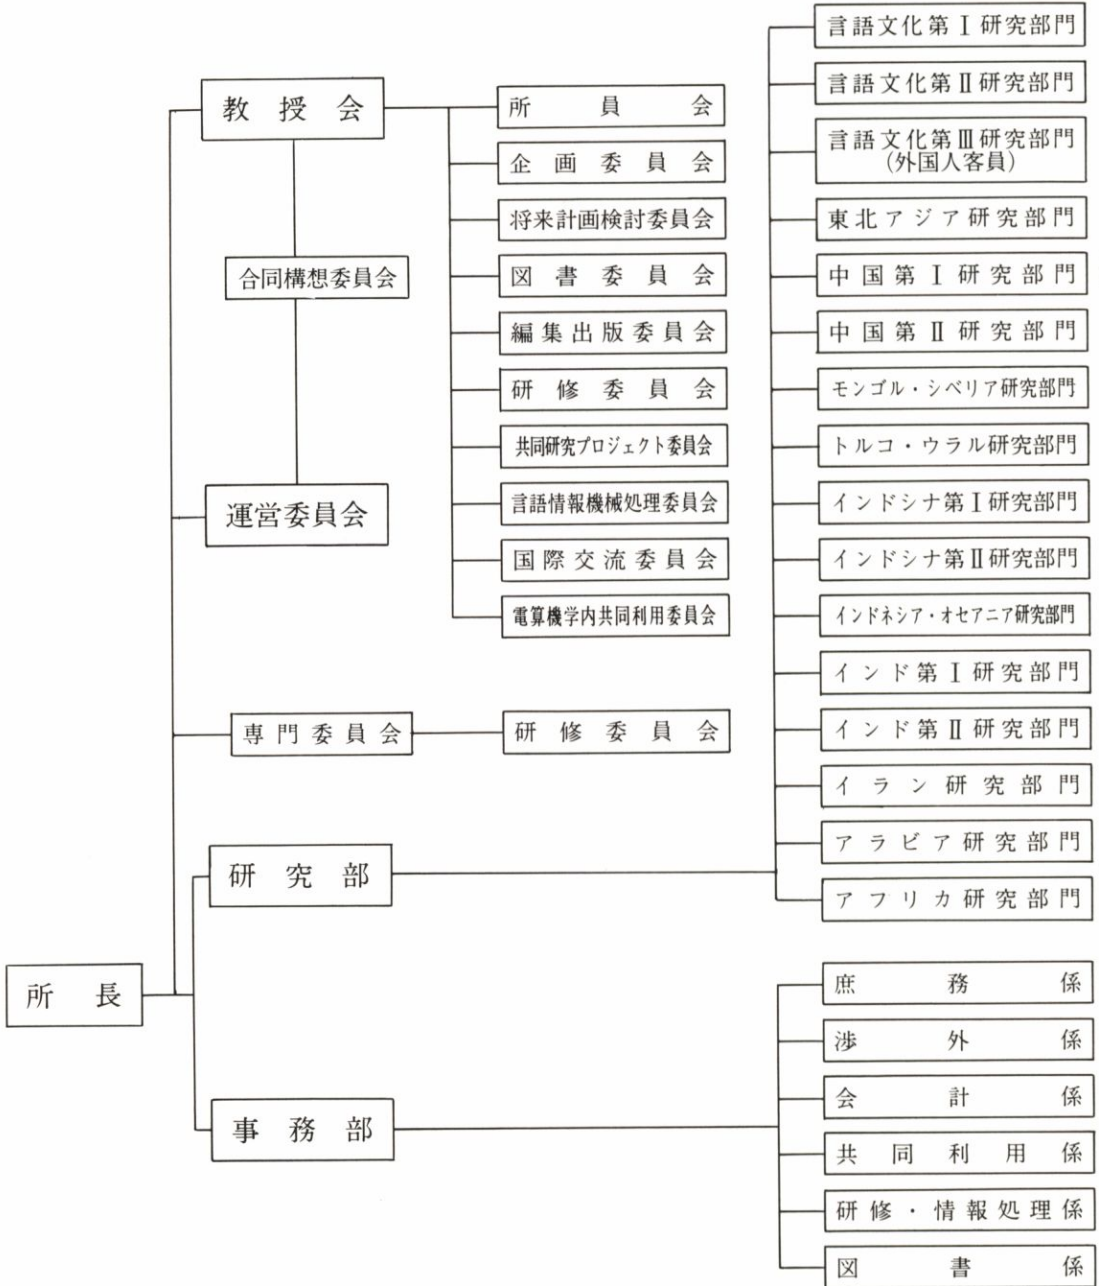 所長
教授会
合同構想委員会
運営委員会
専門委員会
研究部
事務部
所員会
企画委員会
将来計画検討委員会
図書委員会
編集出版委員会
研修委員会
共同研究プロジェクト委員会
言語情報機械処理委員会
国際交流委員会
電算機学内共同利用委員会
研修委員会
言語文化第Ⅰ研究部門
言語文化第Ⅱ研究部門
言語文化第Ⅲ研究部門
(外国人客員)
東北アジア研究部門
中国第Ⅰ研究部門
中国第Ⅱ研究部門
モンゴル・シベリア研究部門
トルコ・ウラル研究部門
インドシナ第Ⅰ研究部門
インドシナ第Ⅱ研究部門
インドネシア・オセアニア研究部門
インド第Ⅰ研究部門
インド第Ⅱ研究部門
イラン研究部門
アラビア研究部門
アフリカ研究部門
庶務係
渉外係
会計係
共同利用係
研修・情報処理係
図書係